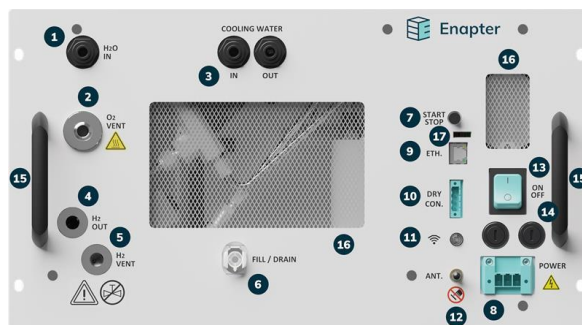 Enapter
1
H2O
IN
COOLING WATER
3
IN
OUT
16
2
O2
VENT
7
START
STOP
17
9
ETH.
13
I
O
ON
OFF
15
15
4
H2
OUT
5
H2
VENT
10
DRY
CON.
14
11
16
FILL / DRAIN
6
ANT.
12
8
POWER